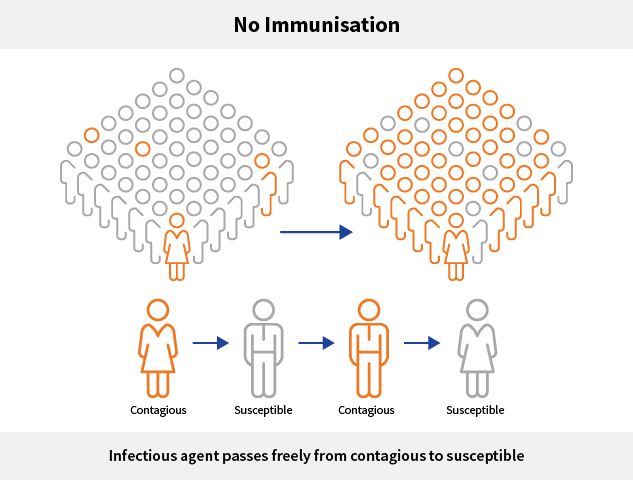 No Immunisation
Contagious
Susceptible
Contagious
Susceptible
Infectious agent passes freely from contagious to susceptible